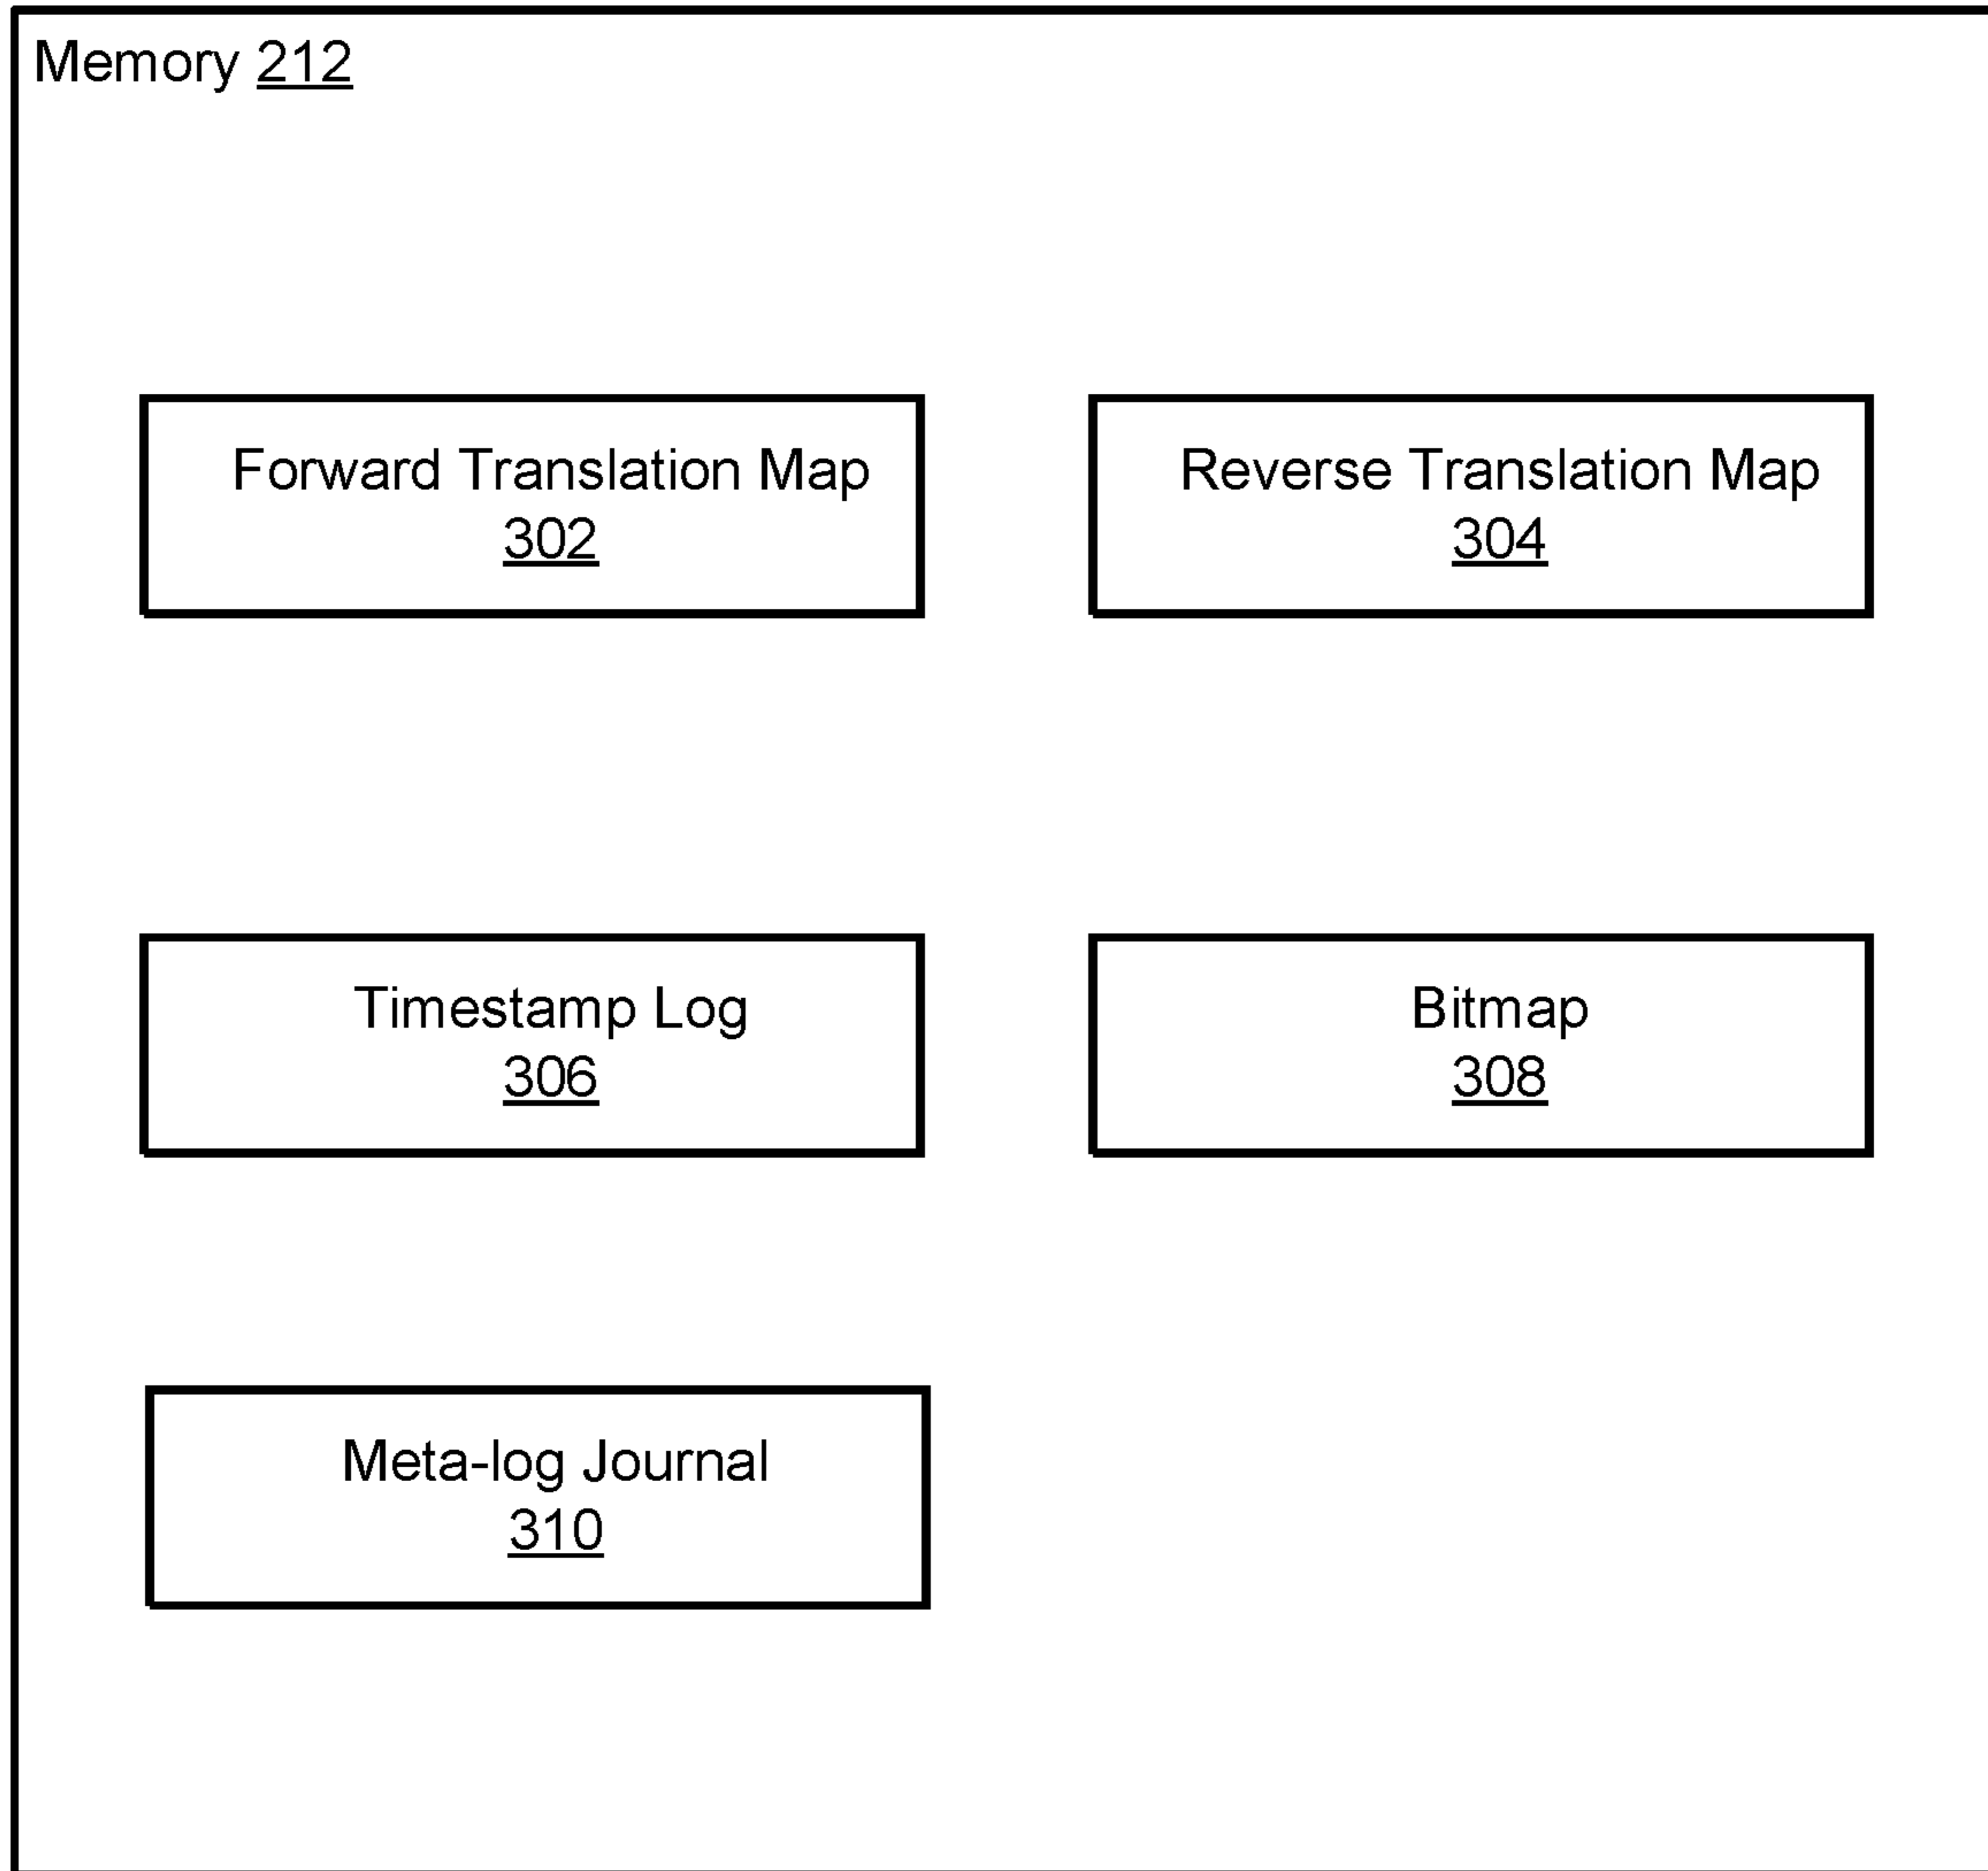 Memory 212
Forward Translation Map
302
Reverse Translation Map
304
Timestamp Log
306
Bitmap
308
Meta-log Journal
310